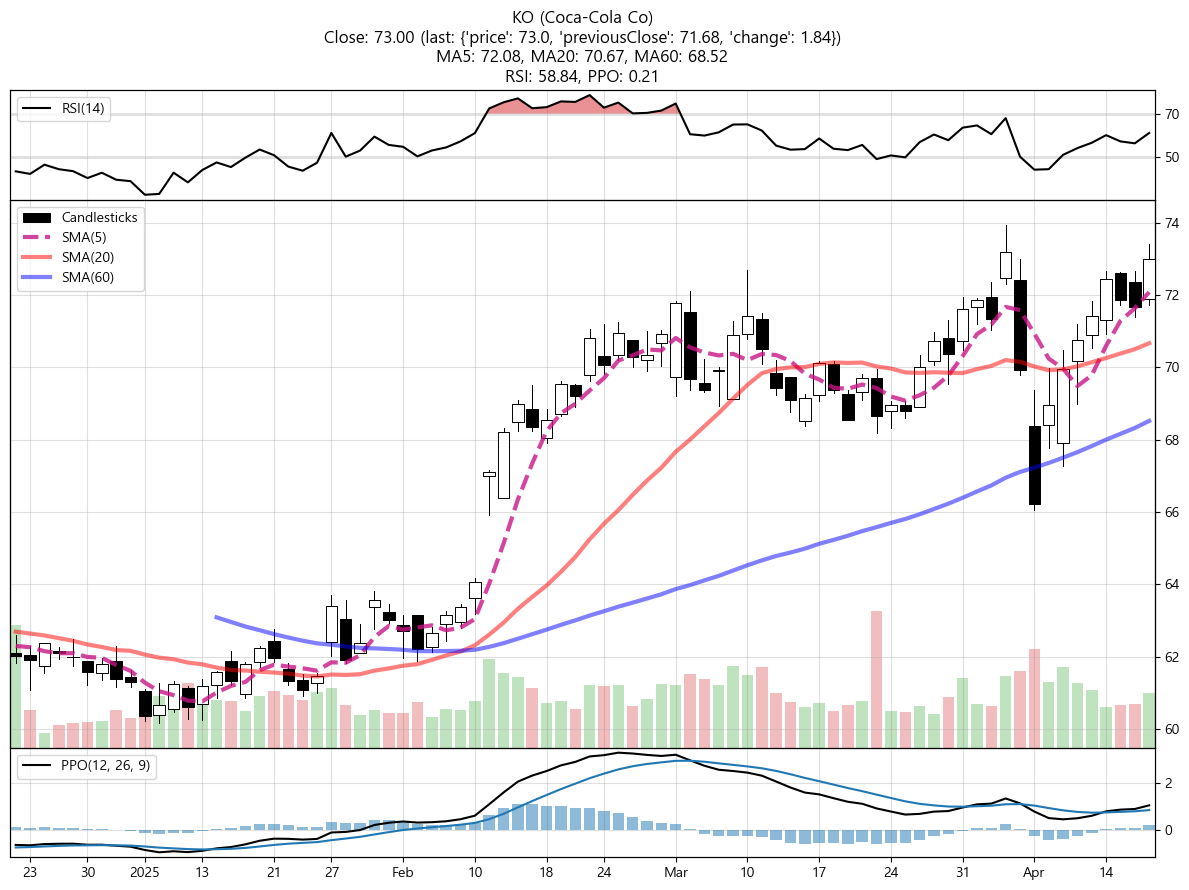 KO (Coca-Cola Co)
Close: 73.00 (last: {'price': 73.0, 'previousClose': 71.68, 'change': 1.84})
MA5: 72.08, MA20: 70.67, MA60: 68.52
RSI: 58.84, PPO: 0.21
RSI(14)
70
50
Candlesticks
SMA(5)
SMA(20)
SMA(60)
74
72
70
68
66
64
62
60
PPO(12, 26, 9)
2
0
23 30 2025 13 21 27 Feb 10 18 24 Mar 10 17 24 31 Apr 14